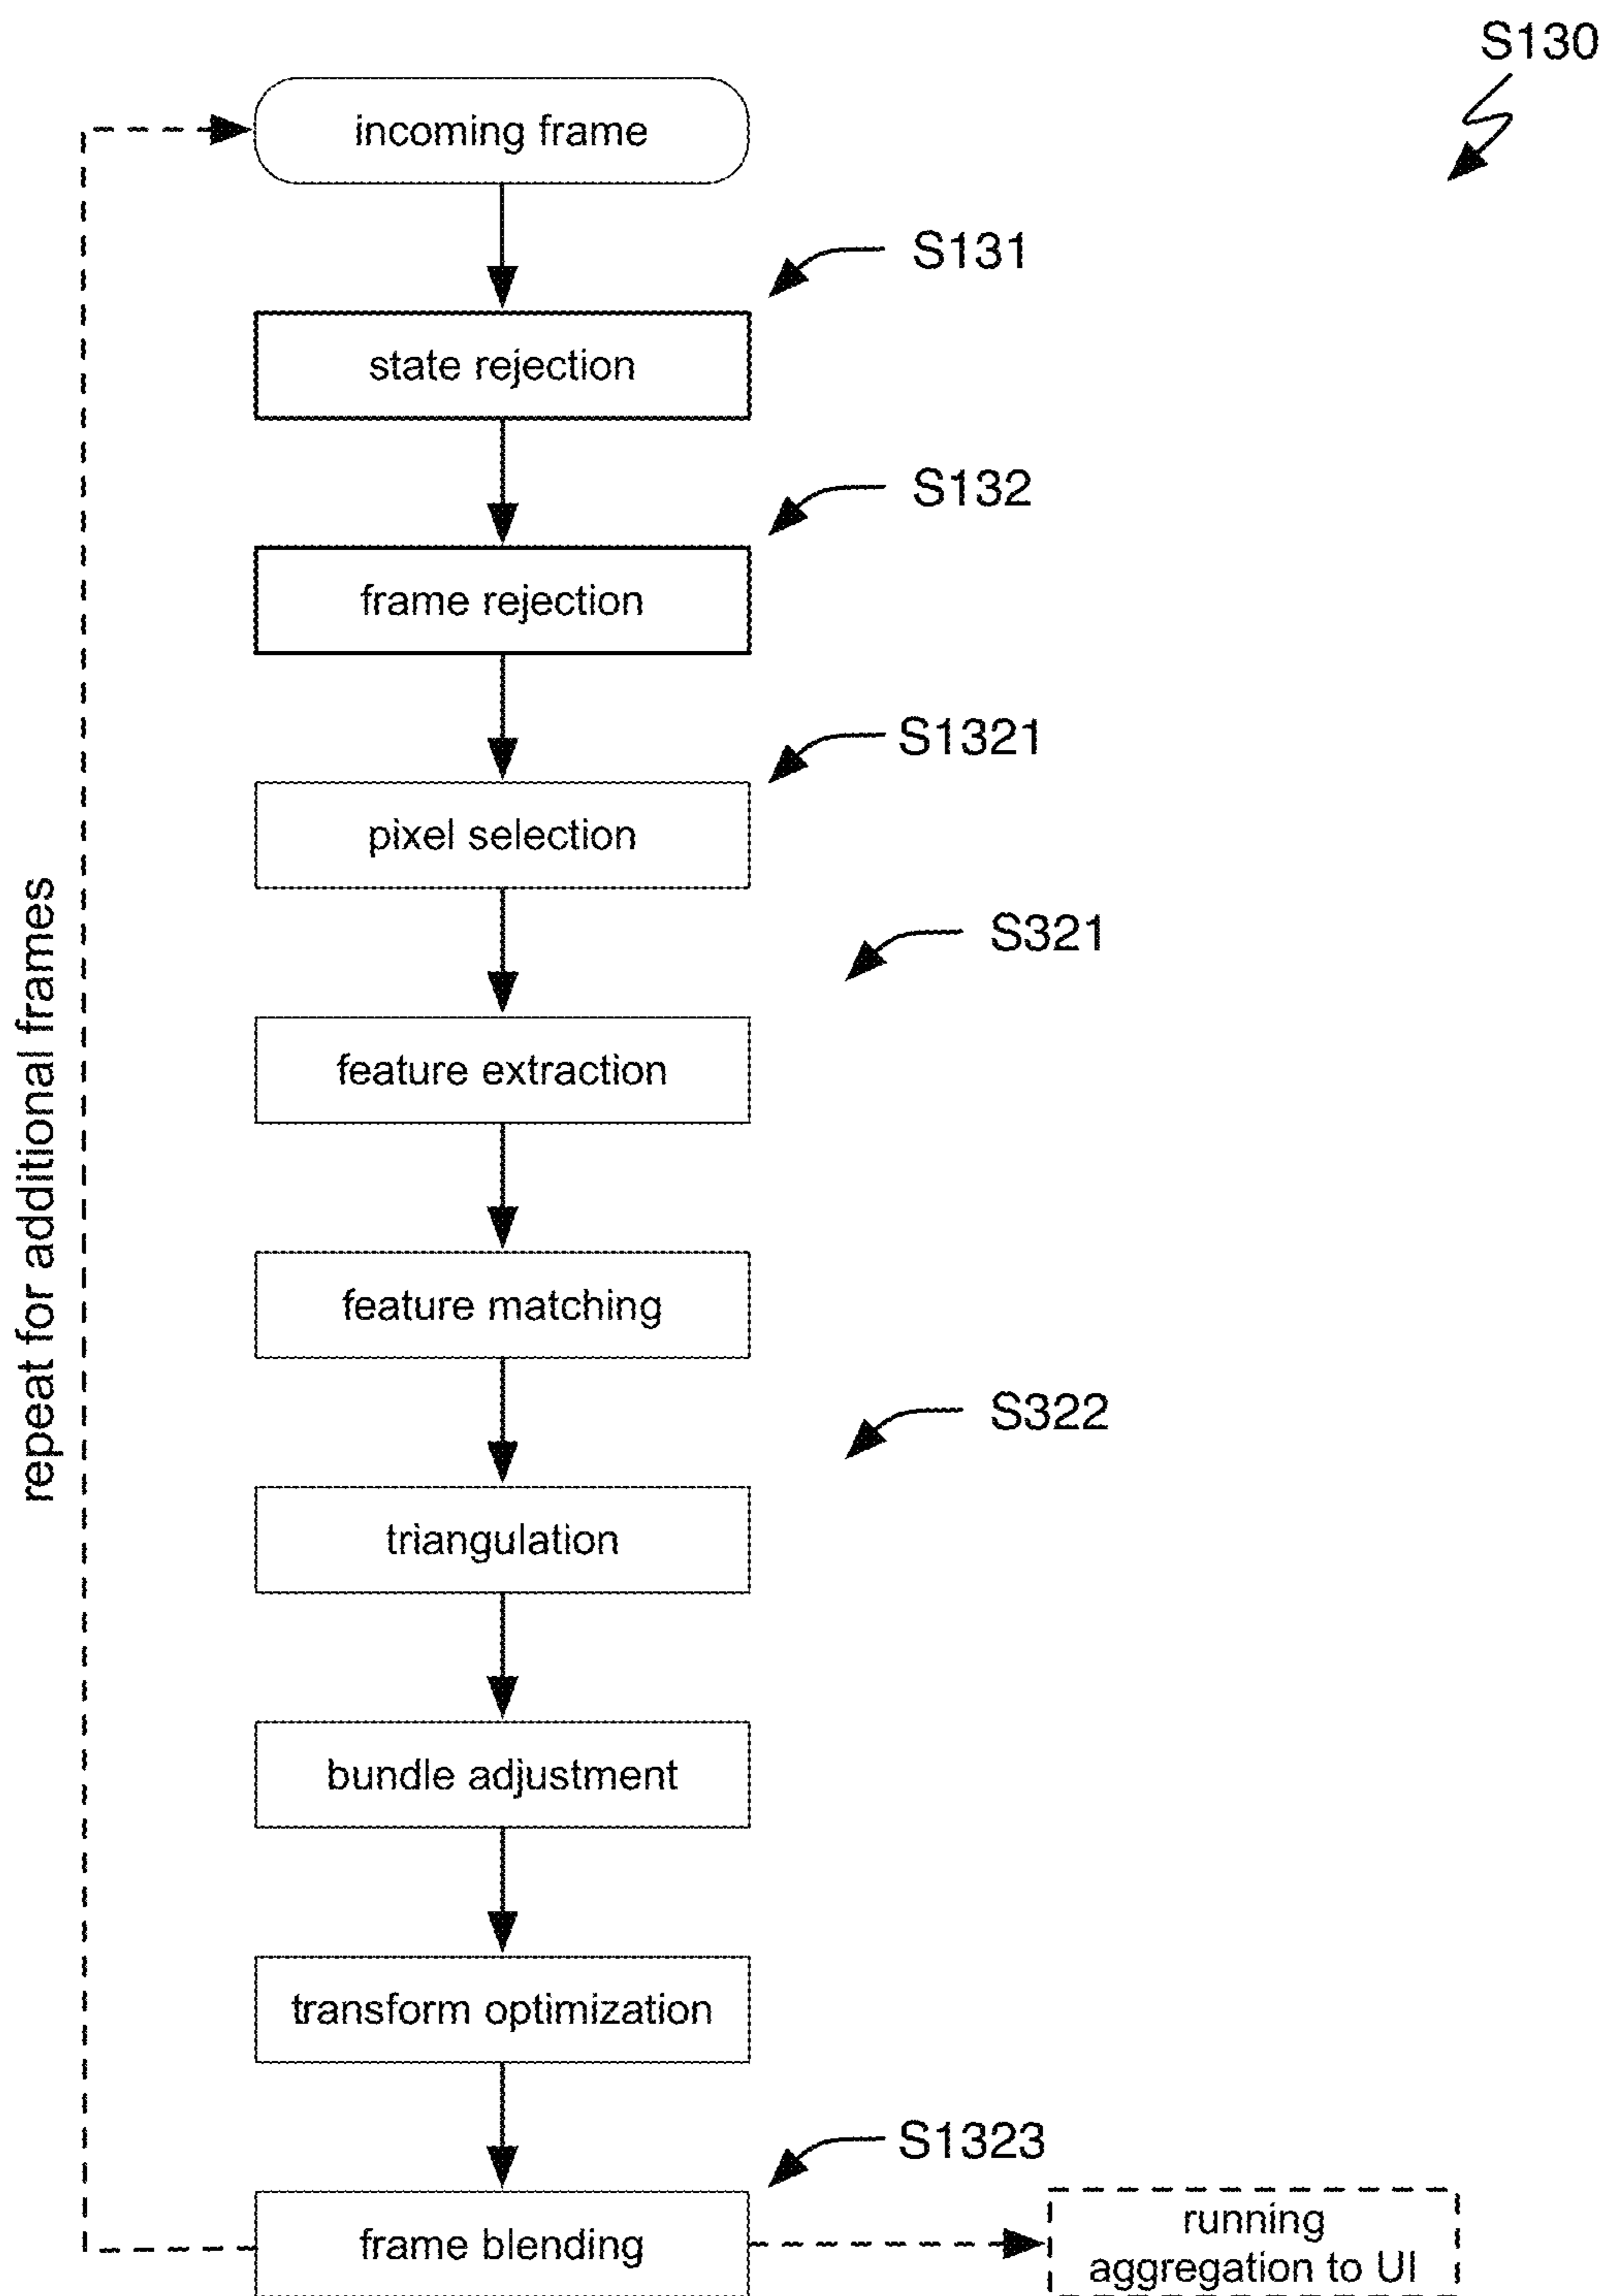 S130
incoming frame
S131
state rejection
S132
frame rejection
S1321
pixel selection
S321
feature extraction
feature matching
S322
triangulation
bundle adjustment
transform optimization
S1323
frame blending
running
aggregation to UI
repeat for additional frames